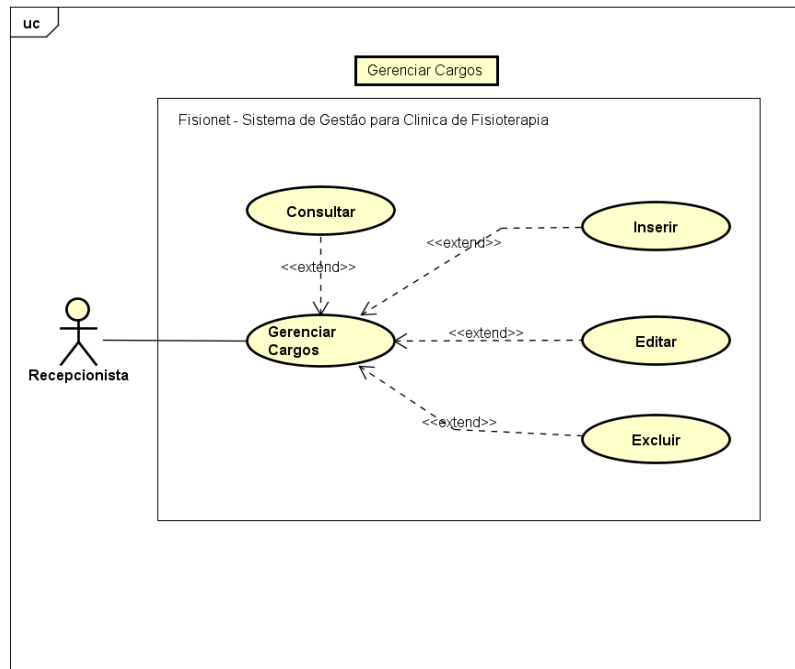 uc
Gerenciar Cargos
Fisionet - Sistema de Gestão para Clinica de Fisioterapia
Consultar
Inserir
<<extend>>
<<extend>>
Gerenciar
Cargos
<<extend>>
Editar
Recepcionista
<<extend>>
Excluir